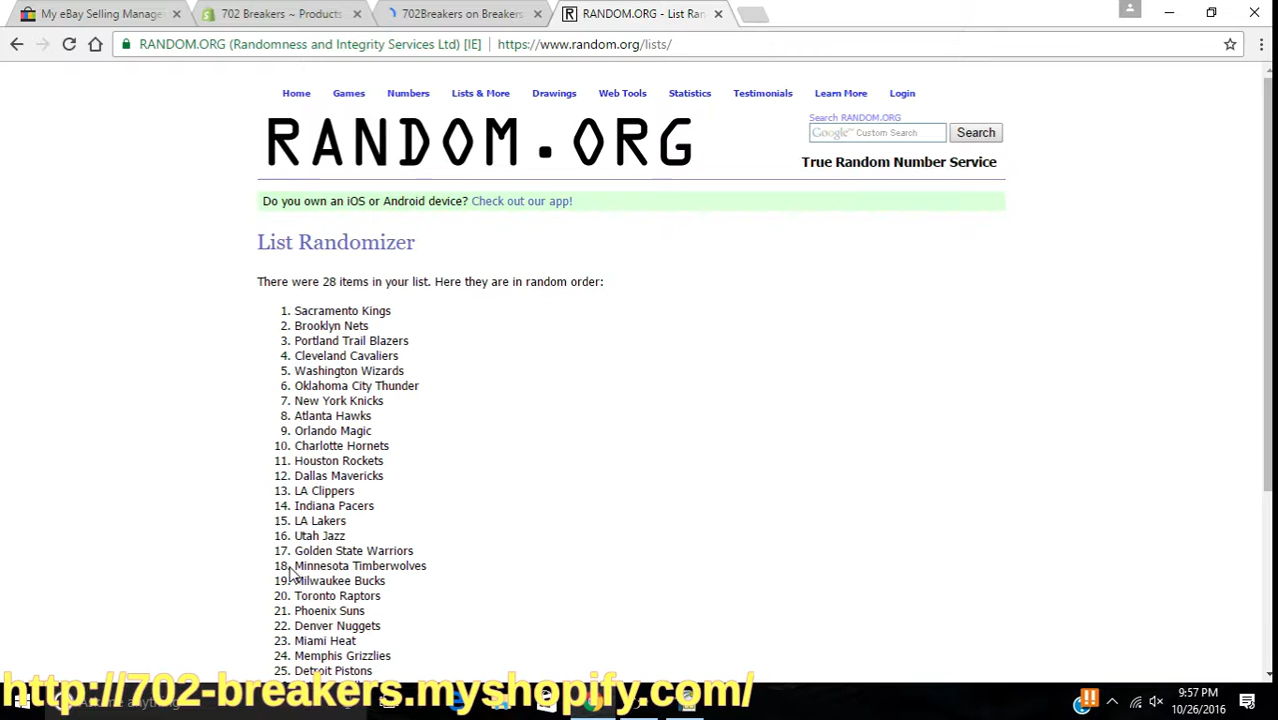 My eBay Selling Manage
702 Breakers ~ Products
702Breakers on Breakers
RANDOM.ORG - List Ran
RANDOM.ORG (Randomness and Integrity Services Ltd) [IE]
https://www.random.org/lists/
Home Games Numbers Lists & More Drawings Web Tools Statistics Testimonials Learn More Login
RANDOM.ORG
Search RANDOM.ORG
Google™ Custom Search
Search
True Random Number Service
Do you own an iOS or Android device? Check out our app!
List Randomizer
There were 28 items in your list. Here they are in random order:
1. Sacramento Kings
2. Brooklyn Nets
3. Portland Trail Blazers
4. Cleveland Cavaliers
5. Washington Wizards
6. Oklahoma City Thunder
7. New York Knicks
8. Atlanta Hawks
9. Orlando Magic
10. Charlotte Hornets
11. Houston Rockets
12. Dallas Mavericks
13. LA Clippers
14. Indiana Pacers
15. LA Lakers
16. Utah Jazz
17. Golden State Warriors
18. Minnesota Timberwolves
19. Milwaukee Bucks
20. Toronto Raptors
21. Phoenix Suns
22. Denver Nuggets
23. Miami Heat
24. Memphis Grizzlies
25. Detroit Pistons
http://702-breakers.myshopify.com/
anything
9:57 PM
10/26/2016